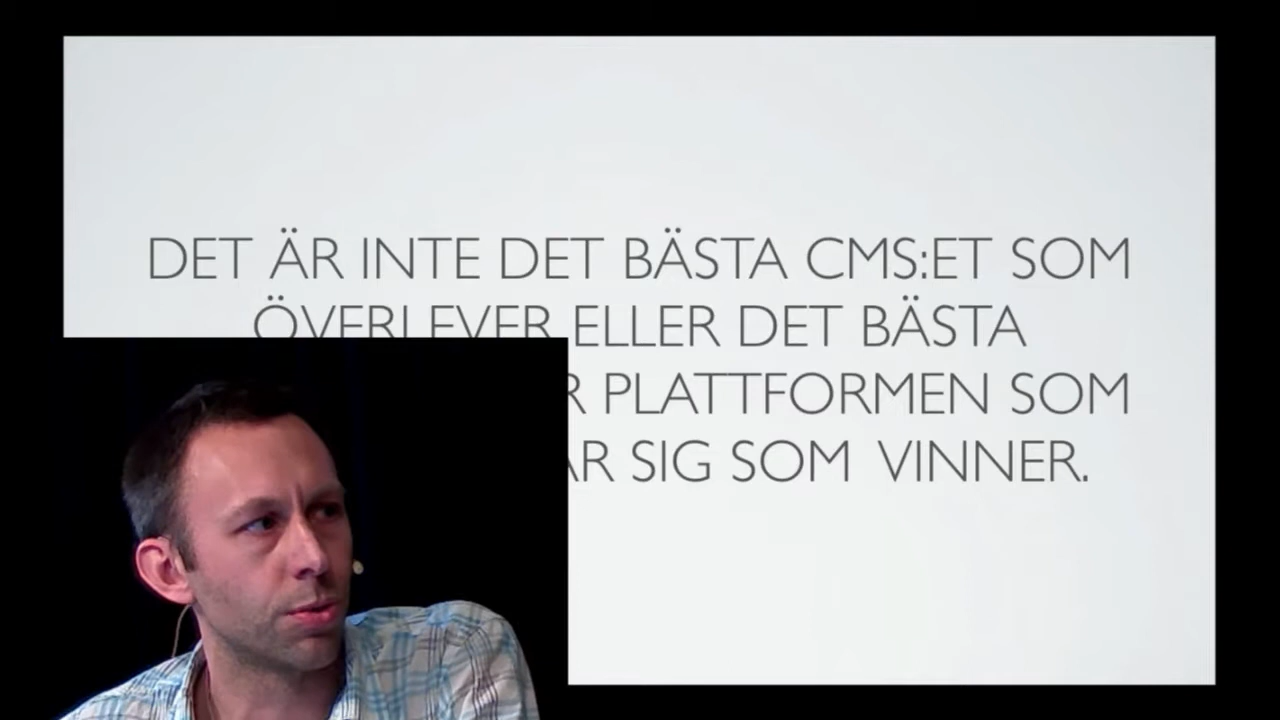 DET ÄR INTE DET BÄSTA CMS:ET SOM
ÖVERLEVER ELLER DET BÄSTA
PLATTFORMEN SOM
SIG SOM VINNER.